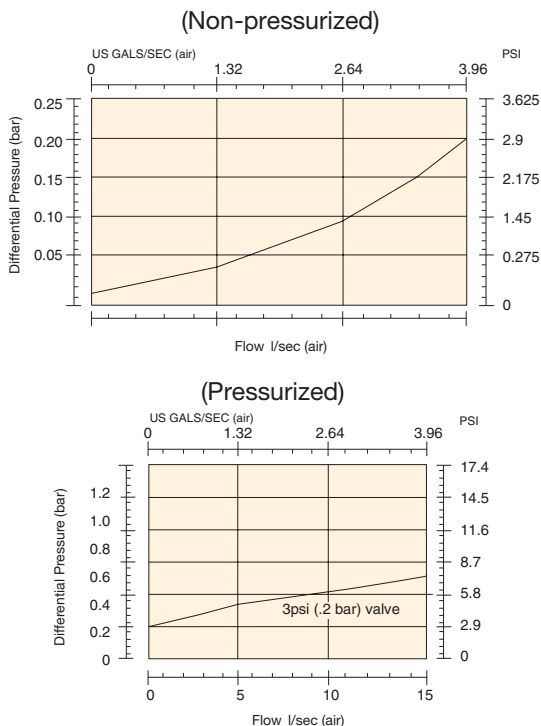 (Non-pressurized)
US GALS/SEC (air)
PSI
0 1.32 2.64 3.96
0.25
0.20
0.15
0.10
0.05
Differential Pressure (bar)
3.625
2.9
2.175
1.45
0.275
0
Flow l/sec (air)
(Pressurized)
US GALS/SEC (air)
PSI
0 1.32 2.64 3.96
1.2
1.0
0.8
0.6
0.4
0.2
0
Differential Pressure (bar)
17.4
14.5
11.6
8.7
5.8
2.9
0
3psi (.2 bar) valve
0 5 10 15
Flow l/sec (air)